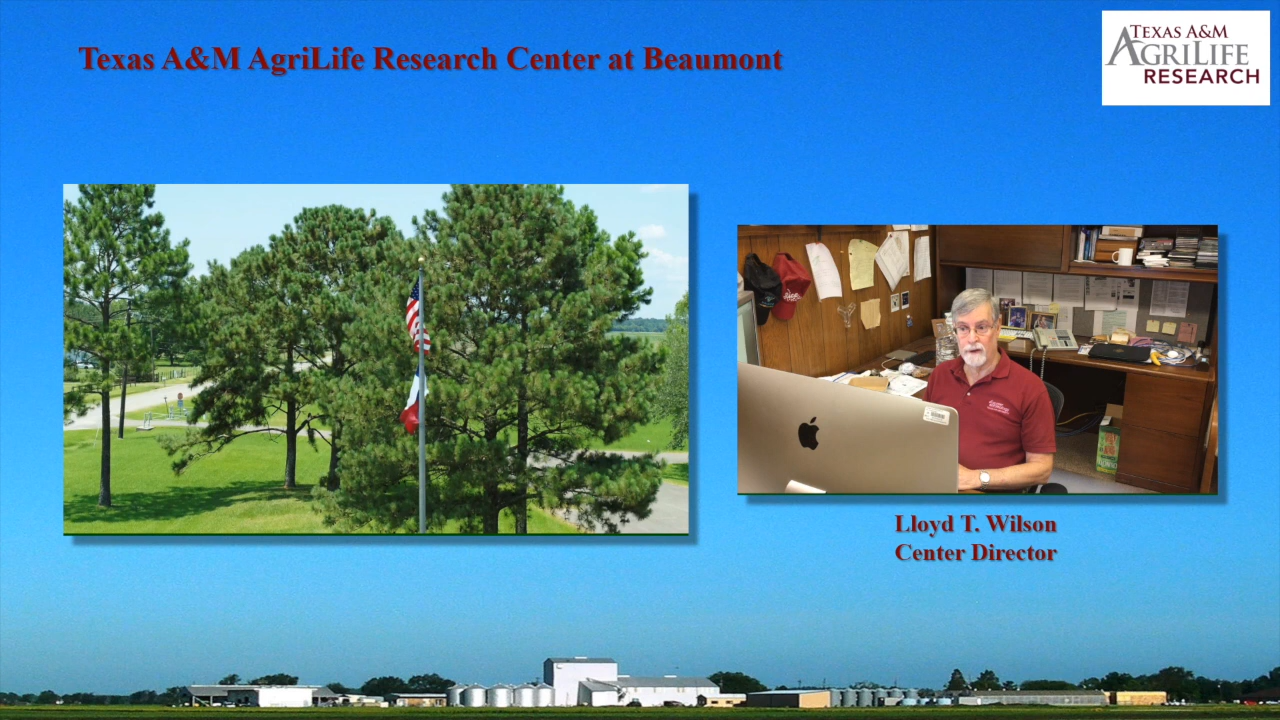 Texas A&M AgriLife Research Center at Beaumont
TEXAS A&M
AGRILIFE
RESEARCH
Lloyd T. Wilson
Center Director